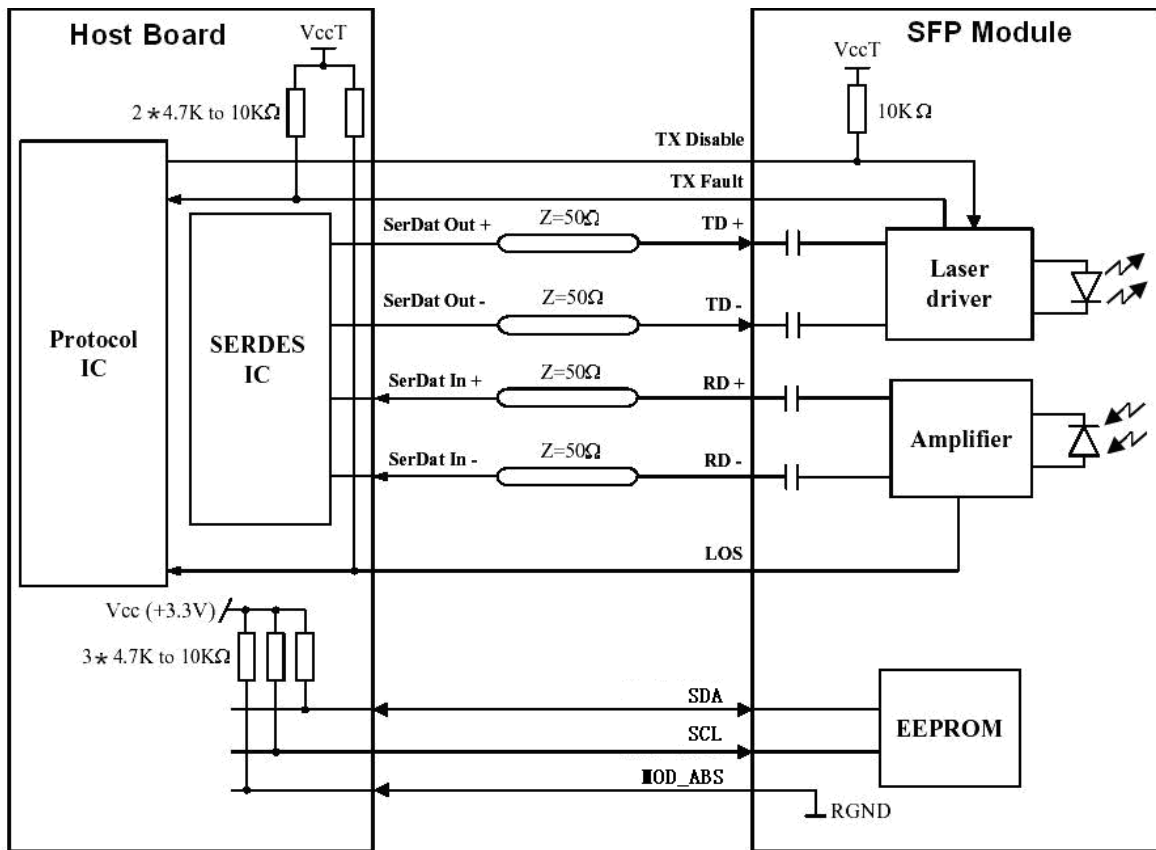 Host Board
SFP Module
VccT
VccT
2*4.7K to 10KΩ
10KΩ
TX Disable
TX Fault
SerDat Out +
Z=50Ω
TD +
Laser
driver
SerDat Out -
Z=50Ω
TD -
Protocol
IC
SERDES
IC
SerDat In +
Z=50Ω
RD +
Amplifier
SerDat In -
Z=50Ω
RD -
LOS
Vcc (+3.3V)
3*4.7K to 10KΩ
SDA
EEPROM
SCL
MOD_ABS
RGND